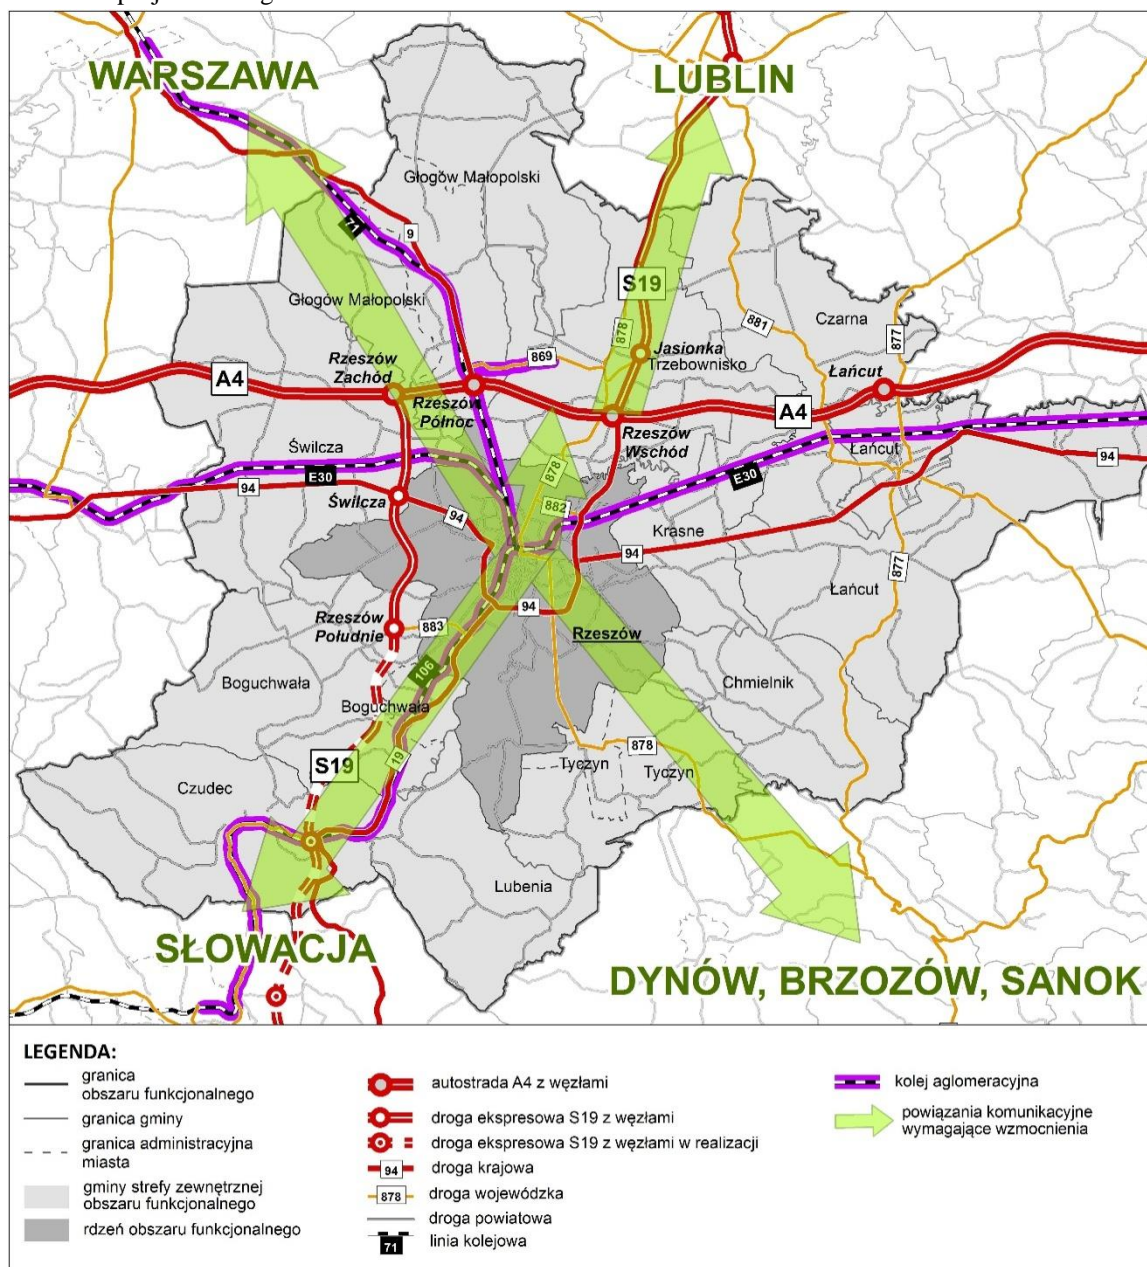 WARSZAWA
LUBLIN
Głogów Małopolski
71
9
S19
Głogów Małopolski
878
881
Czarna
877
Jasionka
Trzebownisko
869
Rzeszów
Zachód
A4
Łańcut
Rzeszów
Północ
A4
Rzeszów
Wschód
Świlcza
E30
94
Świlcza
94
878
882
E30
Łańcut
94
Krasne
94
877
Łańcut
94
Rzeszów
Południe
883
Rzeszów
106
Boguchwała
Boguchwała
Chmielnik
878
S19
19
Tyczyn
Tyczyn
Czudec
Lubenia
SŁOWACJA
DYNÓW, BRZOZÓW, SANOK
LEGENDA:
granica
obszaru funkcjonalnego
granica gminy
granica administracyjna
miasta
gminy strefy zewnętrznej
obszaru funkcjonalnego
rdzeń obszaru funkcjonalnego
autostrada A4 z węzłami
droga ekspresowa S19 z węzłami
droga ekspresowa S19 z węzłami w realizacji
94 droga krajowa
878 droga wojewódzka
droga powiatowa
71 linia kolejowa
kolej aglomeracyjna
powiązania komunikacyjne
wymagające wzmocnienia